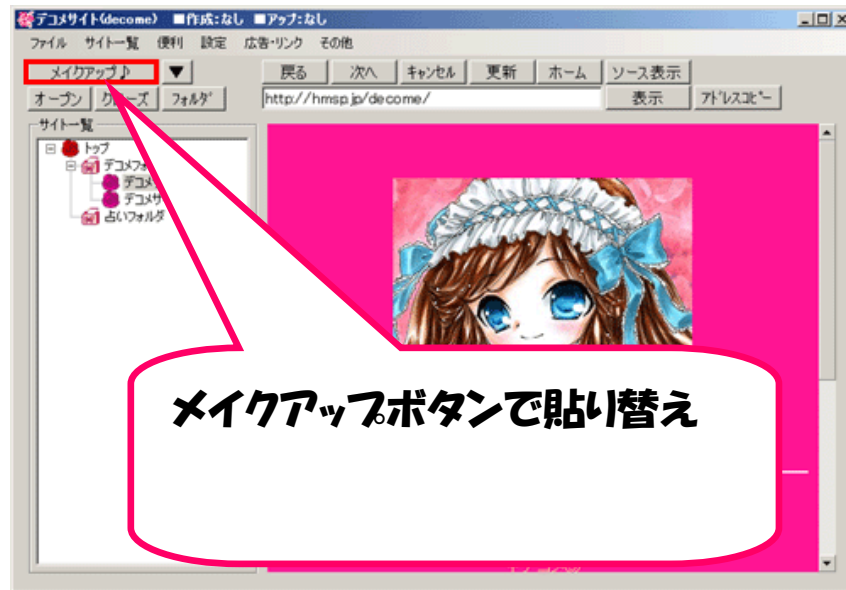 デコメサイト(decome) ■作成:なし ■アップ:なし
ファイル サイト一覧 便利 設定 広告・リンク その他
メイクアップ♪ ▼ 戻る 次へ キャンセル 更新 ホーム ソース表示
オープン クローズ フォルダ http://hmsp.jp/decome/ 表示 アドレスコピー
サイト一覧
トップ
デコメフォ
デコメ
デコメサ
占いフォルダ
メイクアップボタンで貼り替え